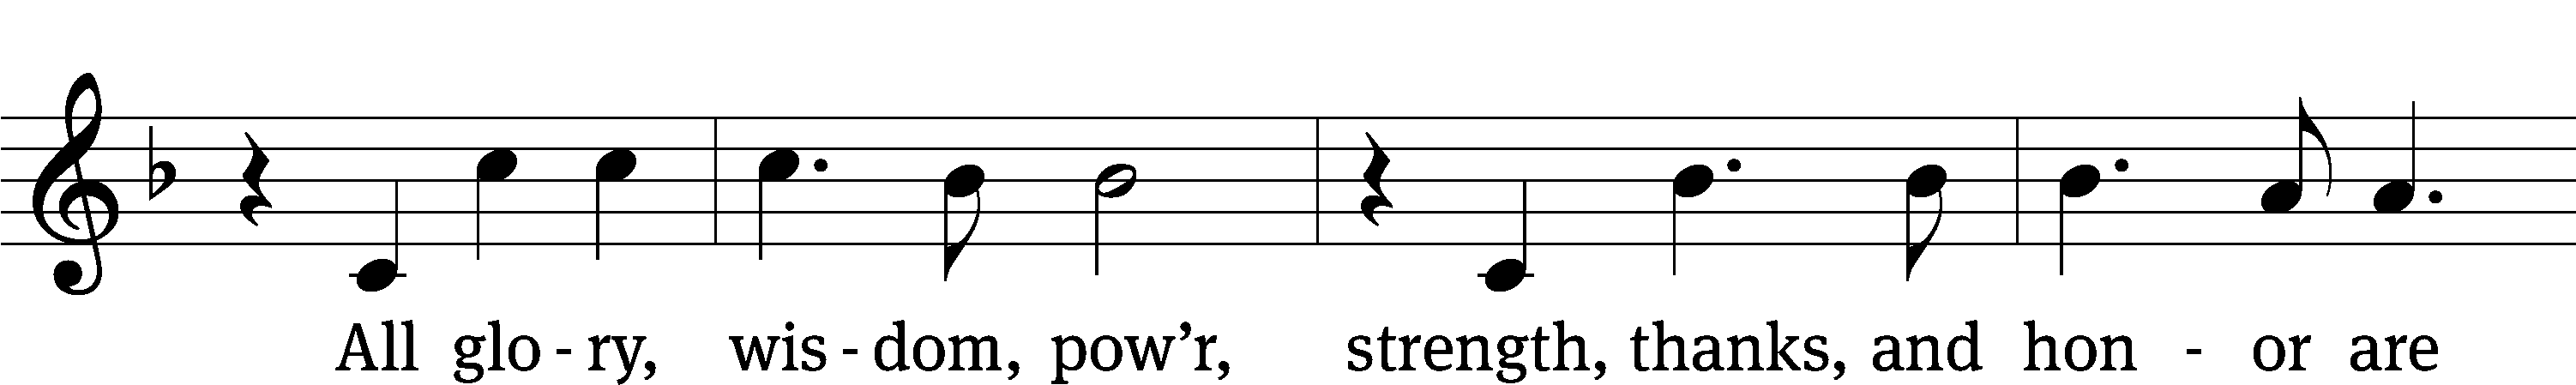 All glo - ry, wis - dom, pow’r, strength, thanks, and hon - or are